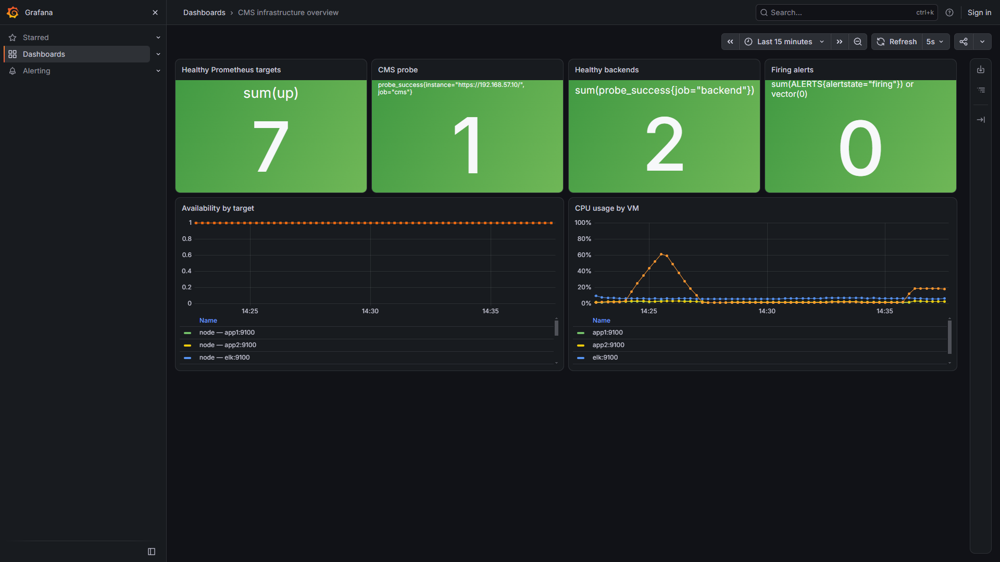 Grafana
Dashboards › CMS infrastructure overview
Search... ctrl+k
Sign in
Starred
Dashboards
Alerting
Last 15 minutes
Refresh
5s
Healthy Prometheus targets
sum(up)
7
CMS probe
probe_success{instance="https://192.168.57.10/",
job="cms"}
1
Healthy backends
sum(probe_success{job="backend"})
2
Firing alerts
sum(ALERTS{alertstate="firing"}) or
vector(0)
0
Availability by target
1
0.8
0.6
0.4
0.2
0
14:25 14:30 14:35
Name
node — app1:9100
node — app2:9100
node — elk:9100
CPU usage by VM
100%
80%
60%
40%
20%
0%
14:25 14:30 14:35
Name
app1:9100
app2:9100
elk:9100